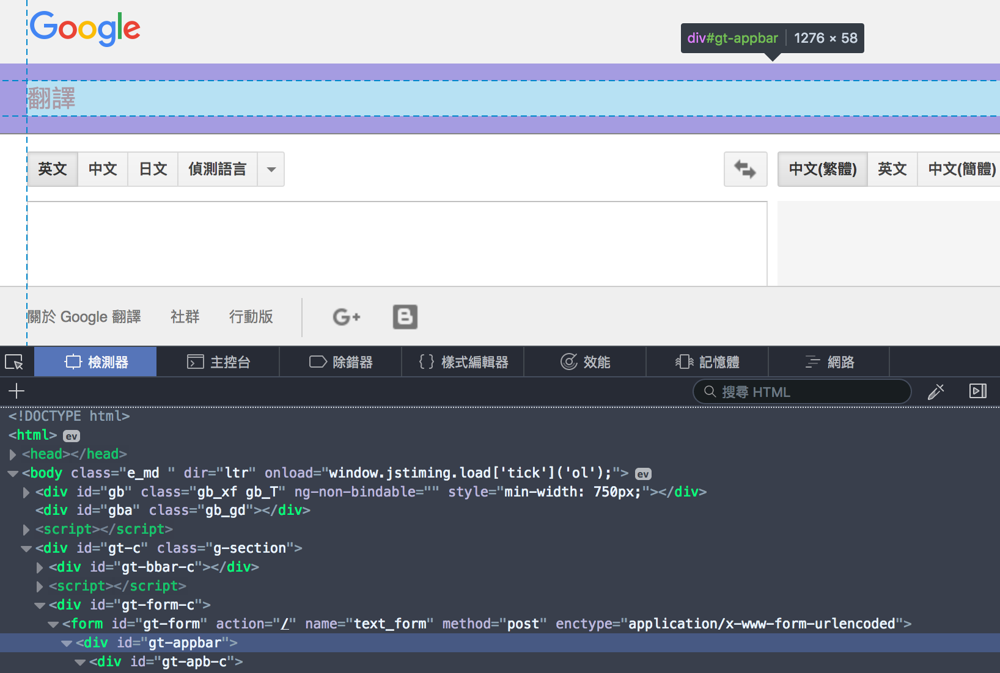 Google
div#gt-appbar 1276 × 58
翻譯
英文 中文 日文 偵測語言 中文(繁體) 英文 中文(簡體)
關於 Google 翻譯 社群 行動版 G+ B
檢測器 主控台 除錯器 {} 樣式編輯器 效能 記憶體 網路
搜尋 HTML
<!DOCTYPE html>
<html> ev
<head></head>
<body class="e_md " dir="ltr" onload="window.jstiming.load['tick']('ol');"> ev
<div id="gb" class="gb_xf gb_T" ng-non-bindable="" style="min-width: 750px;"></div>
<div id="gba" class="gb_gd"></div>
<script></script>
<div id="gt-c" class="g-section">
<div id="gt-bbar-c"></div>
<script></script>
<div id="gt-form-c">
<form id="gt-form" action="/" name="text_form" method="post" enctype="application/x-www-form-urlencoded">
<div id="gt-appbar">
<div id="gt-apb-c">